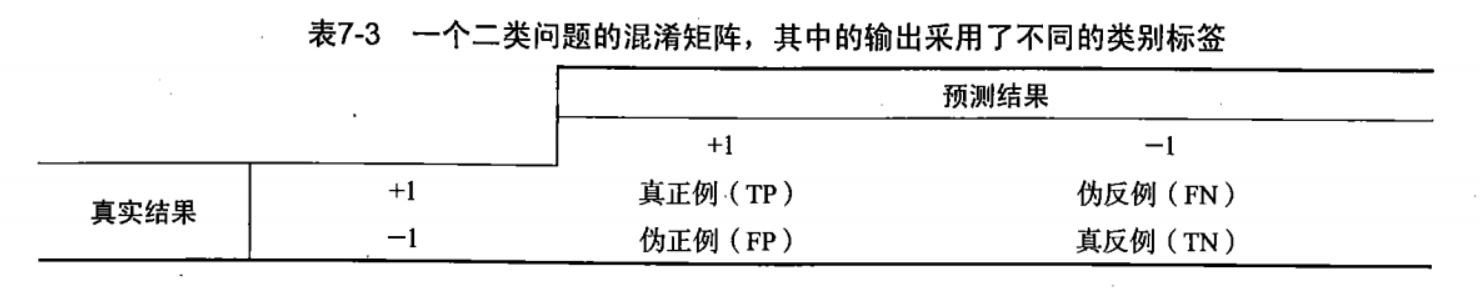 表7-3 一个二类问题的混淆矩阵，其中的输出采用了不同的类别标签
预测结果
+1 －1
真实结果 +1 真正例（TP） 伪反例（FN）
－1 伪正例（FP） 真反例（TN）